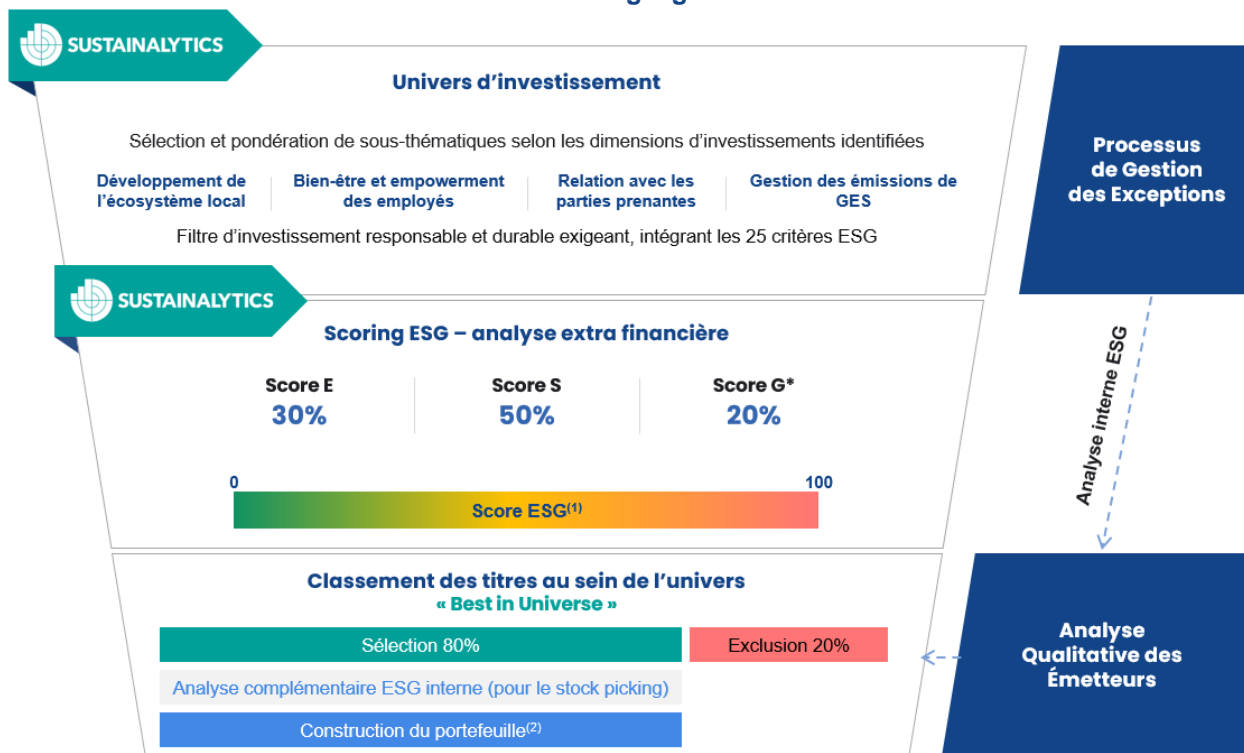 SUSTAINALYTICS
Univers d’investissement
Sélection et pondération de sous-thématiques selon les dimensions d’investissements identifiées
Développement de
l’écosystème local
Bien-être et empowerment
des employés
Relation avec les
parties prenantes
Gestion des émissions de
GES
Filtre d’investissement responsable et durable exigeant, intégrant les 25 critères ESG
Processus
de Gestion
des Exceptions
SUSTAINALYTICS
Scoring ESG – analyse extra financière
Score E
30%
Score S
50%
Score G*
20%
0
100
Score ESG(1)
Analyse interne ESG
Classement des titres au sein de l’univers
« Best in Universe »
Sélection 80%
Exclusion 20%
Analyse complémentaire ESG interne (pour le stock picking)
Construction du portefeuille(2)
Analyse
Qualitative des
Émetteurs